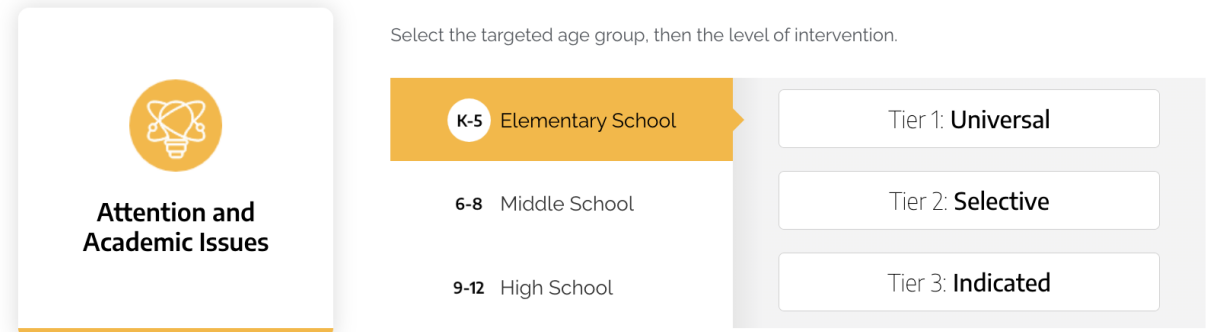 Attention and
Academic Issues
Select the targeted age group, then the level of intervention.
K-5 Elementary School
6-8 Middle School
9-12 High School
Tier 1: Universal
Tier 2: Selective
Tier 3: Indicated